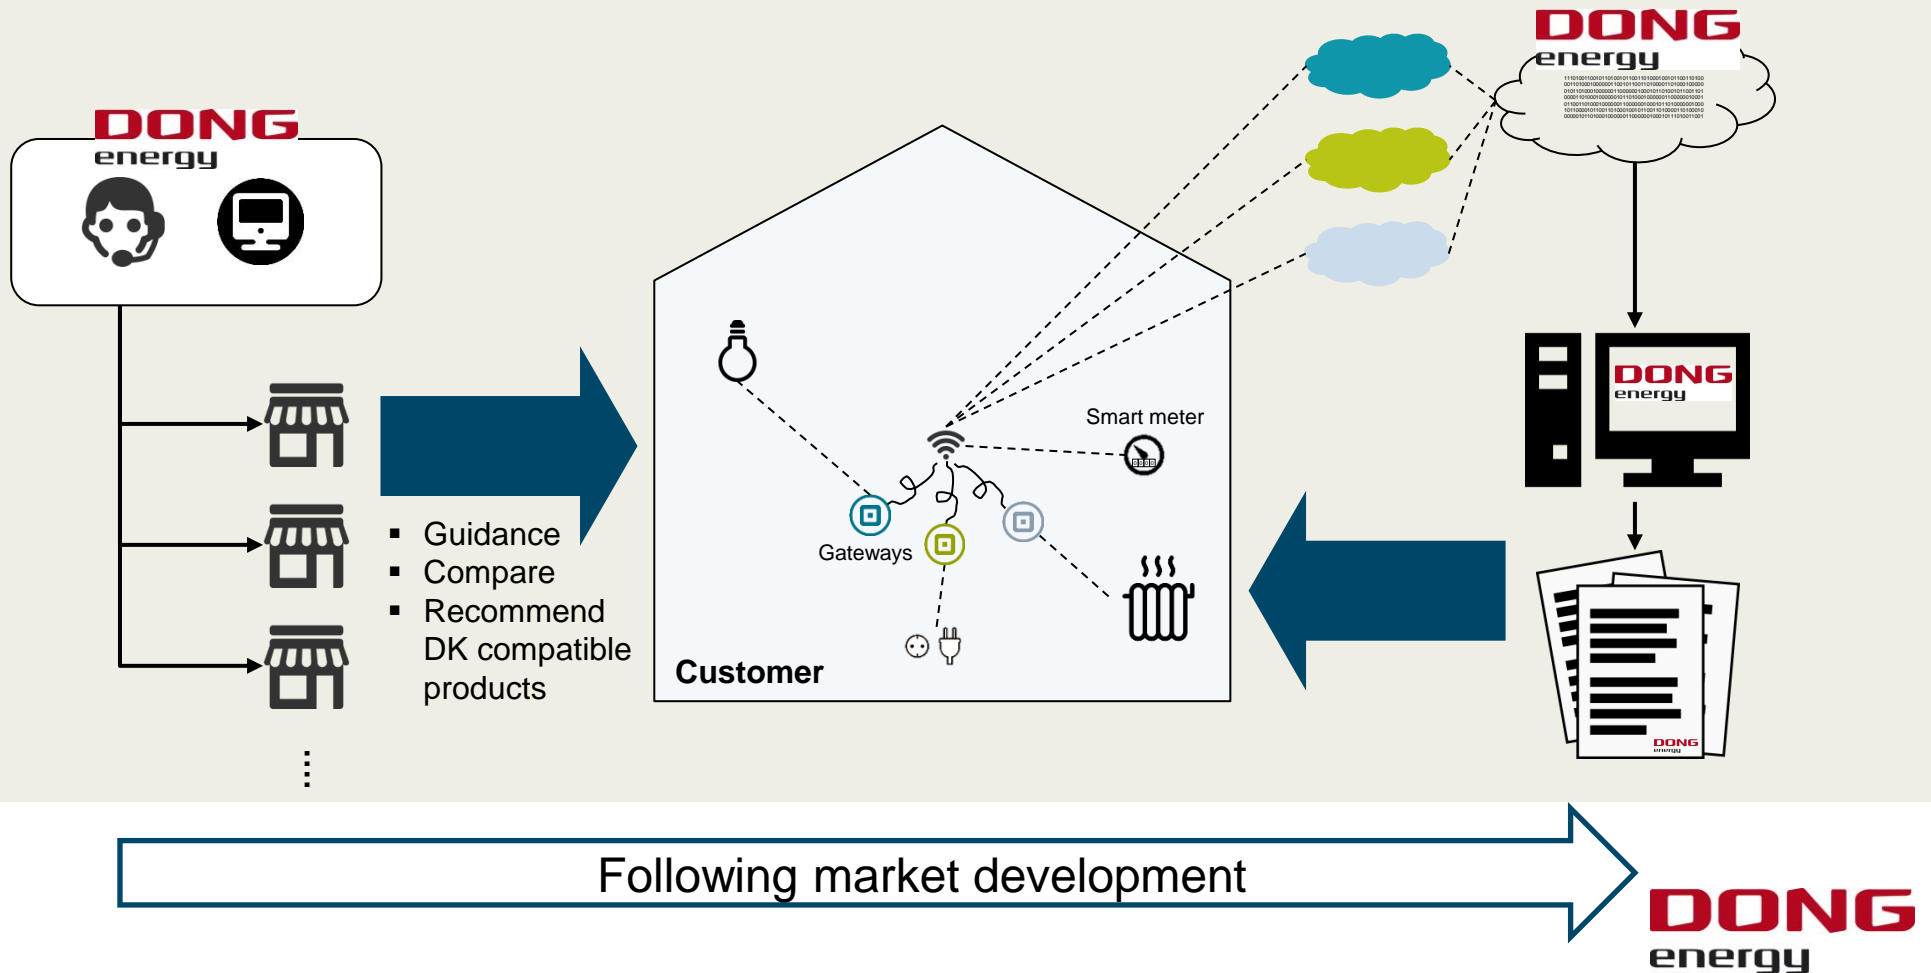 DONG
energy
DONG
energy
Smart meter
Gateways
Customer
▪ Guidance
▪ Compare
▪ Recommend
DK compatible
products
DONG
energy
DONG
energy
Following market development
DONG
energy